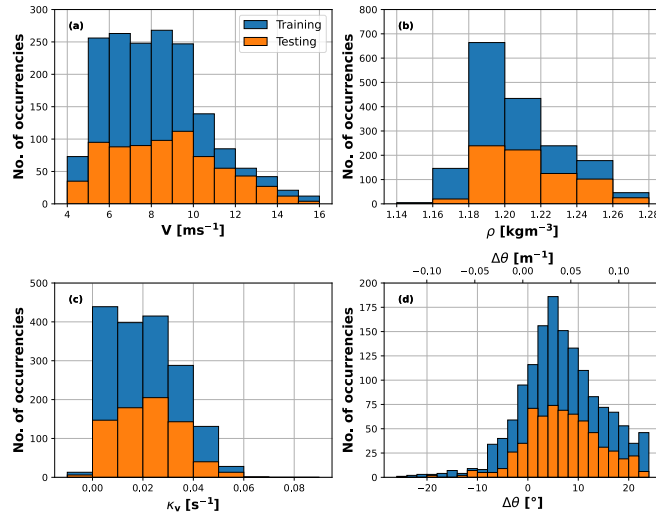 (a)
Training
Testing
No. of occurrencies
300
250
200
150
100
50
0
4 6 8 10 12 14 16
V [ms⁻¹]
(b)
No. of occurrencies
800
700
600
500
400
300
200
100
0
1.14 1.16 1.18 1.20 1.22 1.24 1.26 1.28
ρ [kgm⁻³]
(c)
No. of occurrencies
500
400
300
200
100
0
0.00 0.02 0.04 0.06 0.08
κᵥ [s⁻¹]
Δθ [m⁻¹]
−0.10 −0.05 0.00 0.05 0.10
(d)
No. of occurrencies
200
175
150
125
100
75
50
25
0
−20 −10 0 10 20
Δθ [°]